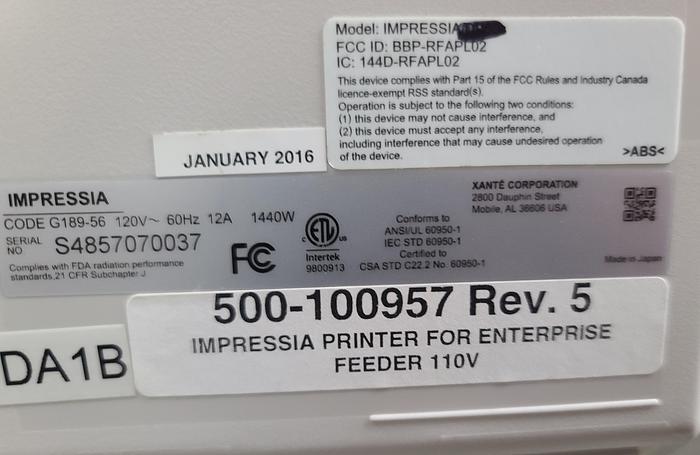 Model: IMPRESSIA
FCC ID: BBP-RFAPL02
IC: 144D-RFAPL02
This device complies with Part 15 of the FCC Rules and Industry Canada
licence-exempt RSS standard(s).
Operation is subject to the following two conditions:
(1) this device may not cause interference, and
(2) this device must accept any interference,
including interference that may cause undesired operation
of the device.
>ABS<
JANUARY 2016
IMPRESSIA
CODE G189-56 120V~ 60Hz 12A 1440W
SERIAL NO S4857070037
Complies with FDA radiation performance
standards,21 CFR Subchapter J
FC
C ETL US
Intertek
9800913
Conforms to
ANSI/UL 60950-1
IEC STD 60950-1
Certified to
CSA STD C22.2 No. 60950-1
XANTÉ CORPORATION
2800 Dauphin Street
Mobile, AL 36606 USA
Made in Japan
500-100957 Rev. 5
IMPRESSIA PRINTER FOR ENTERPRISE
FEEDER 110V
DA1B